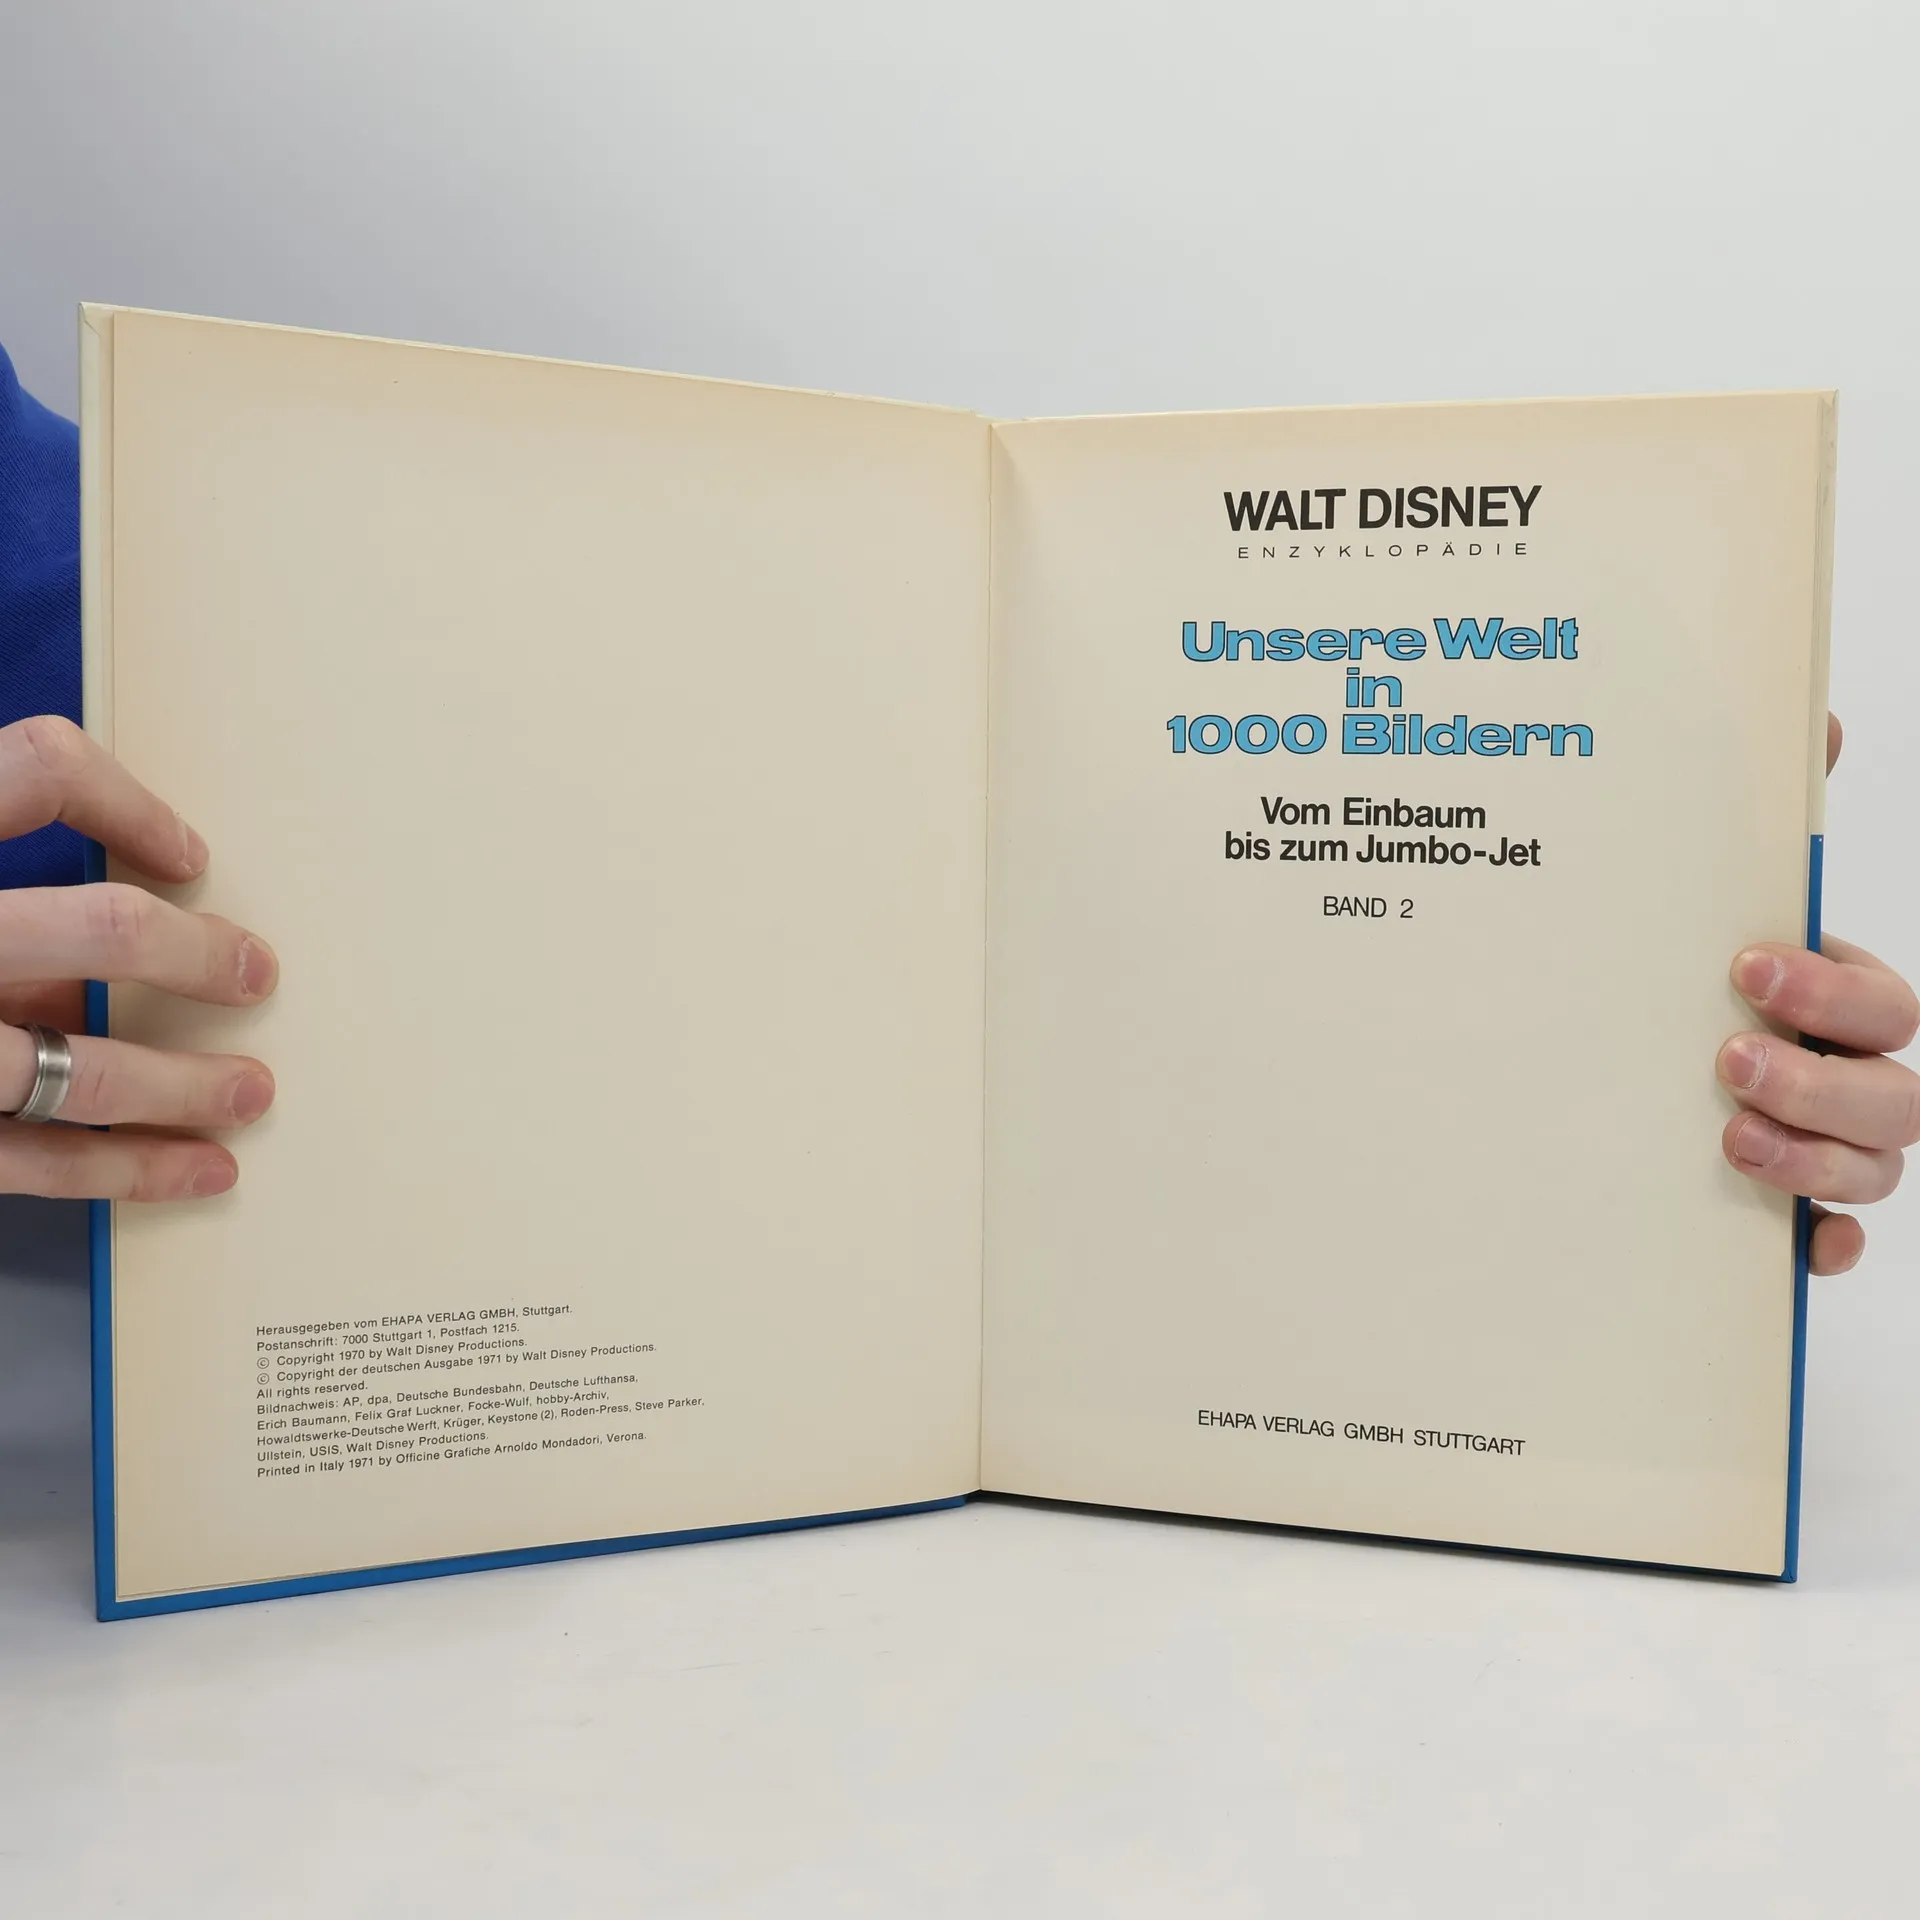 Herausgegeben vom EHAPA VERLAG GMBH, Stuttgart.
Postanschrift: 7000 Stuttgart 1, Postfach 1215.
© Copyright 1970 by Walt Disney Productions.
© Copyright der deutschen Ausgabe 1971 by Walt Disney Productions.
All rights reserved.
Bildnachweis: AP, dpa, Deutsche Bundesbahn, Deutsche Lufthansa,
Erich Baumann, Felix Graf Luckner, Focke-Wulf, hobby-Archiv,
Howaldtswerke-Deutsche Werft, Krüger, Keystone (2), Roden-Press, Steve Parker,
Ullstein, USIS, Walt Disney Productions.
Printed in Italy 1971 by Officine Grafiche Arnoldo Mondadori, Verona.
WALT DISNEY
ENZYKLOPÄDIE
Unsere Welt
in
1000 Bildern
Vom Einbaum
bis zum Jumbo-Jet
BAND 2
EHAPA VERLAG GMBH STUTTGART